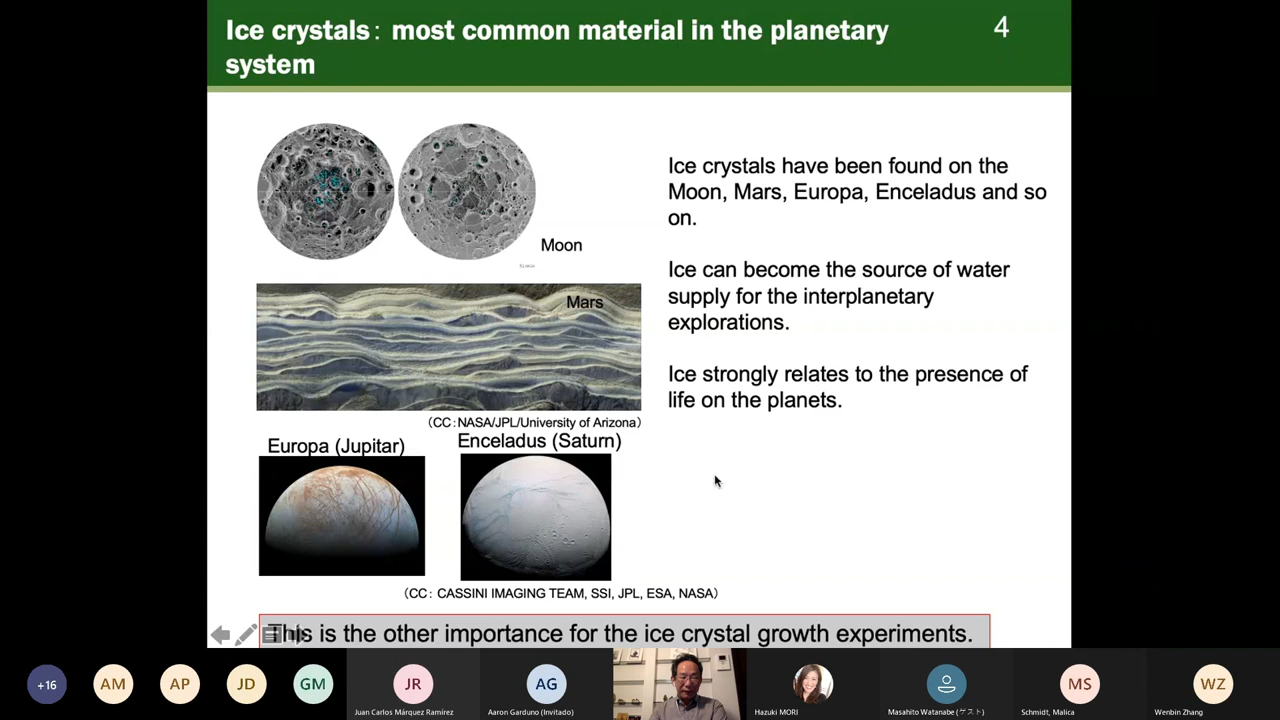 Ice crystals: most common material in the planetary
system
4
Moon
Mars
(CC:NASA/JPL/University of Arizona)
Europa (Jupitar)
Enceladus (Saturn)
(CC: CASSINI IMAGING TEAM, SSI, JPL, ESA, NASA)
Ice crystals have been found on the
Moon, Mars, Europa, Enceladus and so
on.
Ice can become the source of water
supply for the interplanetary
explorations.
Ice strongly relates to the presence of
life on the planets.
This is the other importance for the ice crystal growth experiments.
+16
AM
AP
JD
GM
JR
Juan Carlos Márquez Ramírez
AG
Aaron Garduno (Invitado)
Hazuki MORI
Masahito Watanabe (ゲスト)
MS
Schmidt, Malica
WZ
Wenbin Zhang